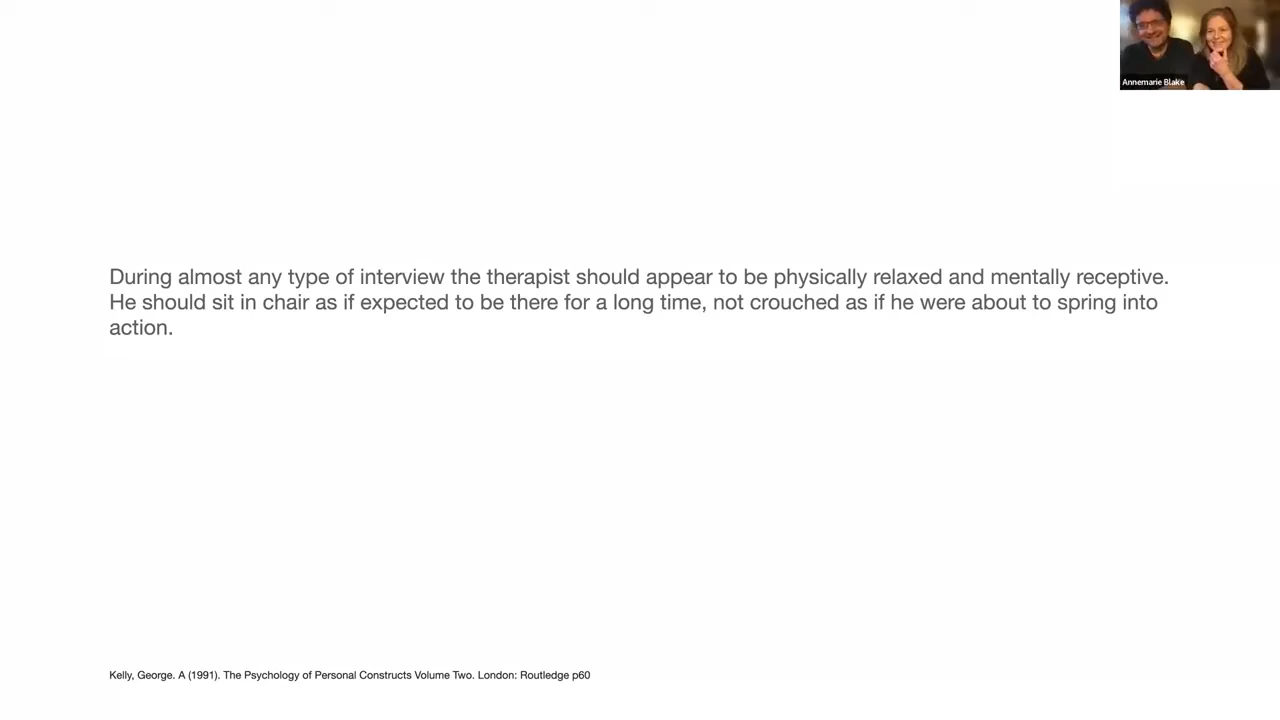 Annemarie Blake
During almost any type of interview the therapist should appear to be physically relaxed and mentally receptive.
He should sit in chair as if expected to be there for a long time, not crouched as if he were about to spring into
action.
Kelly, George. A (1991). The Psychology of Personal Constructs Volume Two. London: Routledge p60